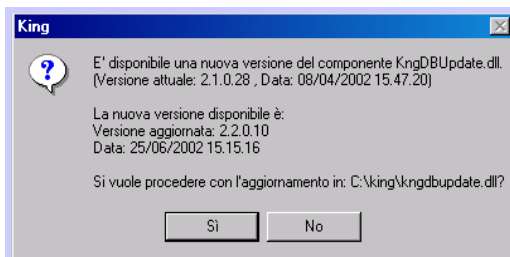 King
E' disponibile una nuova versione del componente KngDBUpdate.dll.
(Versione attuale: 2.1.0.28 , Data: 08/04/2002 15.47.20)
La nuova versione disponibile è:
Versione aggiornata: 2.2.0.10
Data: 25/06/2002 15.15.16
Si vuole procedere con l'aggiornamento in: C:\king\kngdbupdate.dll?
Sì
No